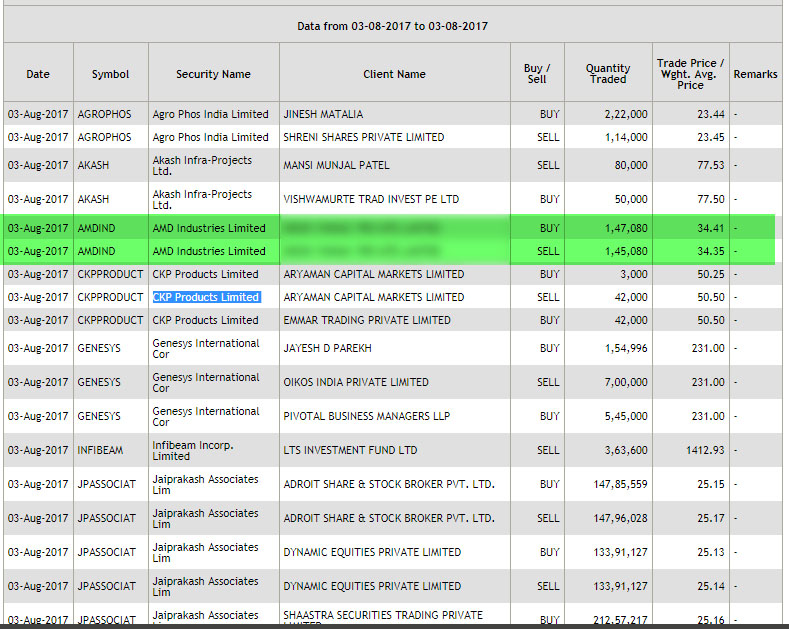 Data from 03-08-2017 to 03-08-2017
Date Symbol Security Name Client Name Buy / Sell Quantity Traded Trade Price / Wght. Avg. Price Remarks
03-Aug-2017 AGROPHOS Agro Phos India Limited JINESH MATALIA BUY 2,22,000 23.44 -
03-Aug-2017 AGROPHOS Agro Phos India Limited SHRENI SHARES PRIVATE LIMITED SELL 1,14,000 23.45 -
03-Aug-2017 AKASH Akash Infra-Projects Ltd. MANSI MUNJAL PATEL SELL 80,000 77.53 -
03-Aug-2017 AKASH Akash Infra-Projects Ltd. VISHWAMURTE TRAD INVEST PE LTD BUY 50,000 77.50 -
03-Aug-2017 AMDIND AMD Industries Limited BUY 1,47,080 34.41 -
03-Aug-2017 AMDIND AMD Industries Limited SELL 1,45,080 34.35 -
03-Aug-2017 CKPPRODUCT CKP Products Limited ARYAMAN CAPITAL MARKETS LIMITED BUY 3,000 50.25 -
03-Aug-2017 CKPPRODUCT CKP Products Limited ARYAMAN CAPITAL MARKETS LIMITED SELL 42,000 50.50 -
03-Aug-2017 CKPPRODUCT CKP Products Limited EMMAR TRADING PRIVATE LIMITED BUY 42,000 50.50 -
03-Aug-2017 GENESYS Genesys International Cor JAYESH D PAREKH BUY 1,54,996 231.00 -
03-Aug-2017 GENESYS Genesys International Cor OIKOS INDIA PRIVATE LIMITED SELL 7,00,000 231.00 -
03-Aug-2017 GENESYS Genesys International Cor PIVOTAL BUSINESS MANAGERS LLP BUY 5,45,000 231.00 -
03-Aug-2017 INFIBEAM Infibeam Incorp. Limited LTS INVESTMENT FUND LTD SELL 3,63,600 1412.93 -
03-Aug-2017 JPASSOCIAT Jaiprakash Associates Lim ADROIT SHARE & STOCK BROKER PVT. LTD. BUY 147,85,559 25.15 -
03-Aug-2017 JPASSOCIAT Jaiprakash Associates Lim ADROIT SHARE & STOCK BROKER PVT. LTD. SELL 147,96,028 25.17 -
03-Aug-2017 JPASSOCIAT Jaiprakash Associates Lim DYNAMIC EQUITIES PRIVATE LIMITED BUY 133,91,127 25.13 -
03-Aug-2017 JPASSOCIAT Jaiprakash Associates Lim DYNAMIC EQUITIES PRIVATE LIMITED SELL 133,91,127 25.14 -
03-Aug-2017 JPASSOCIAT Jaiprakash Associates Lim SHAASTRA SECURITIES TRADING PRIVATE LIMITED BUY 212,57,217 25.16 -